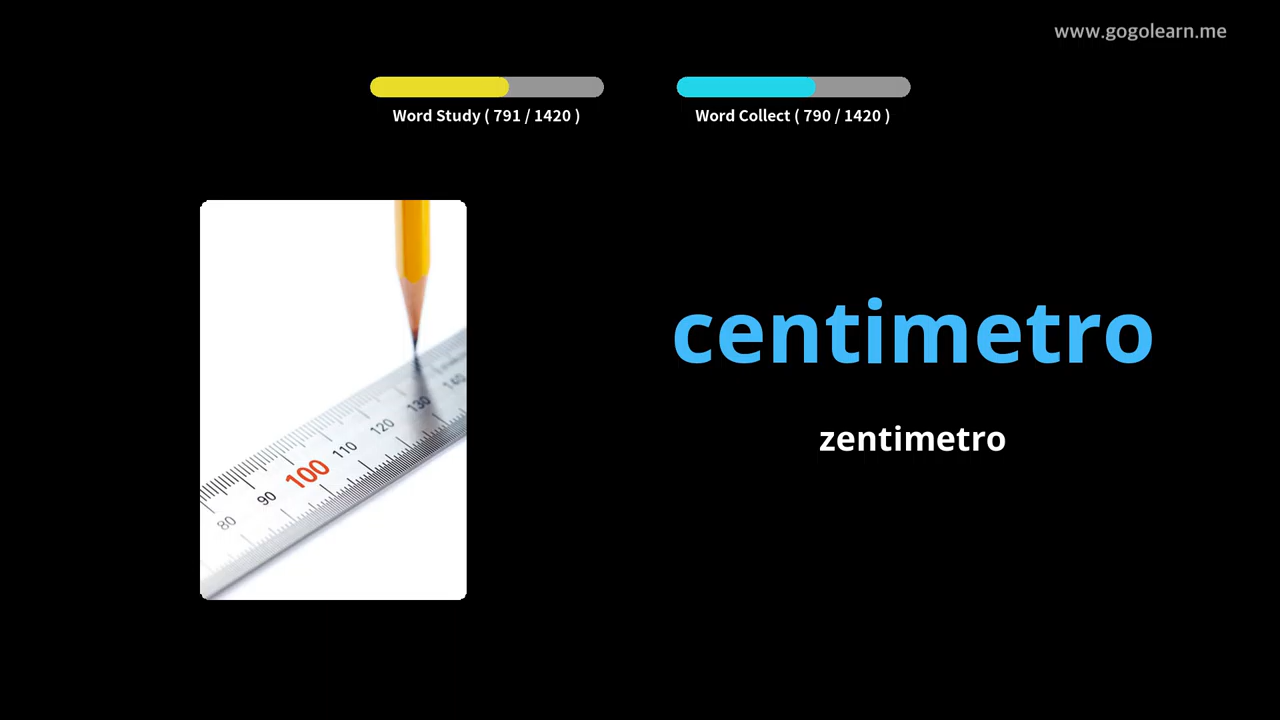 www.gogolearn.me
Word Study ( 791 / 1420 )
Word Collect ( 790 / 1420 )
centimetro
zentimetro
80
90
100
110
120
130
140